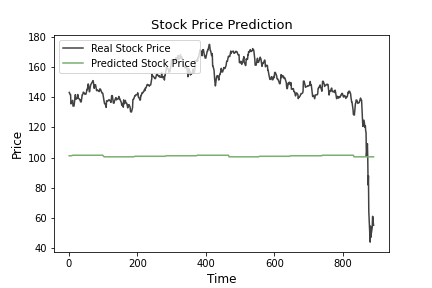 Stock Price Prediction
Real Stock Price
Predicted Stock Price
Price
180
160
140
120
100
80
60
40
0 200 400 600 800
Time